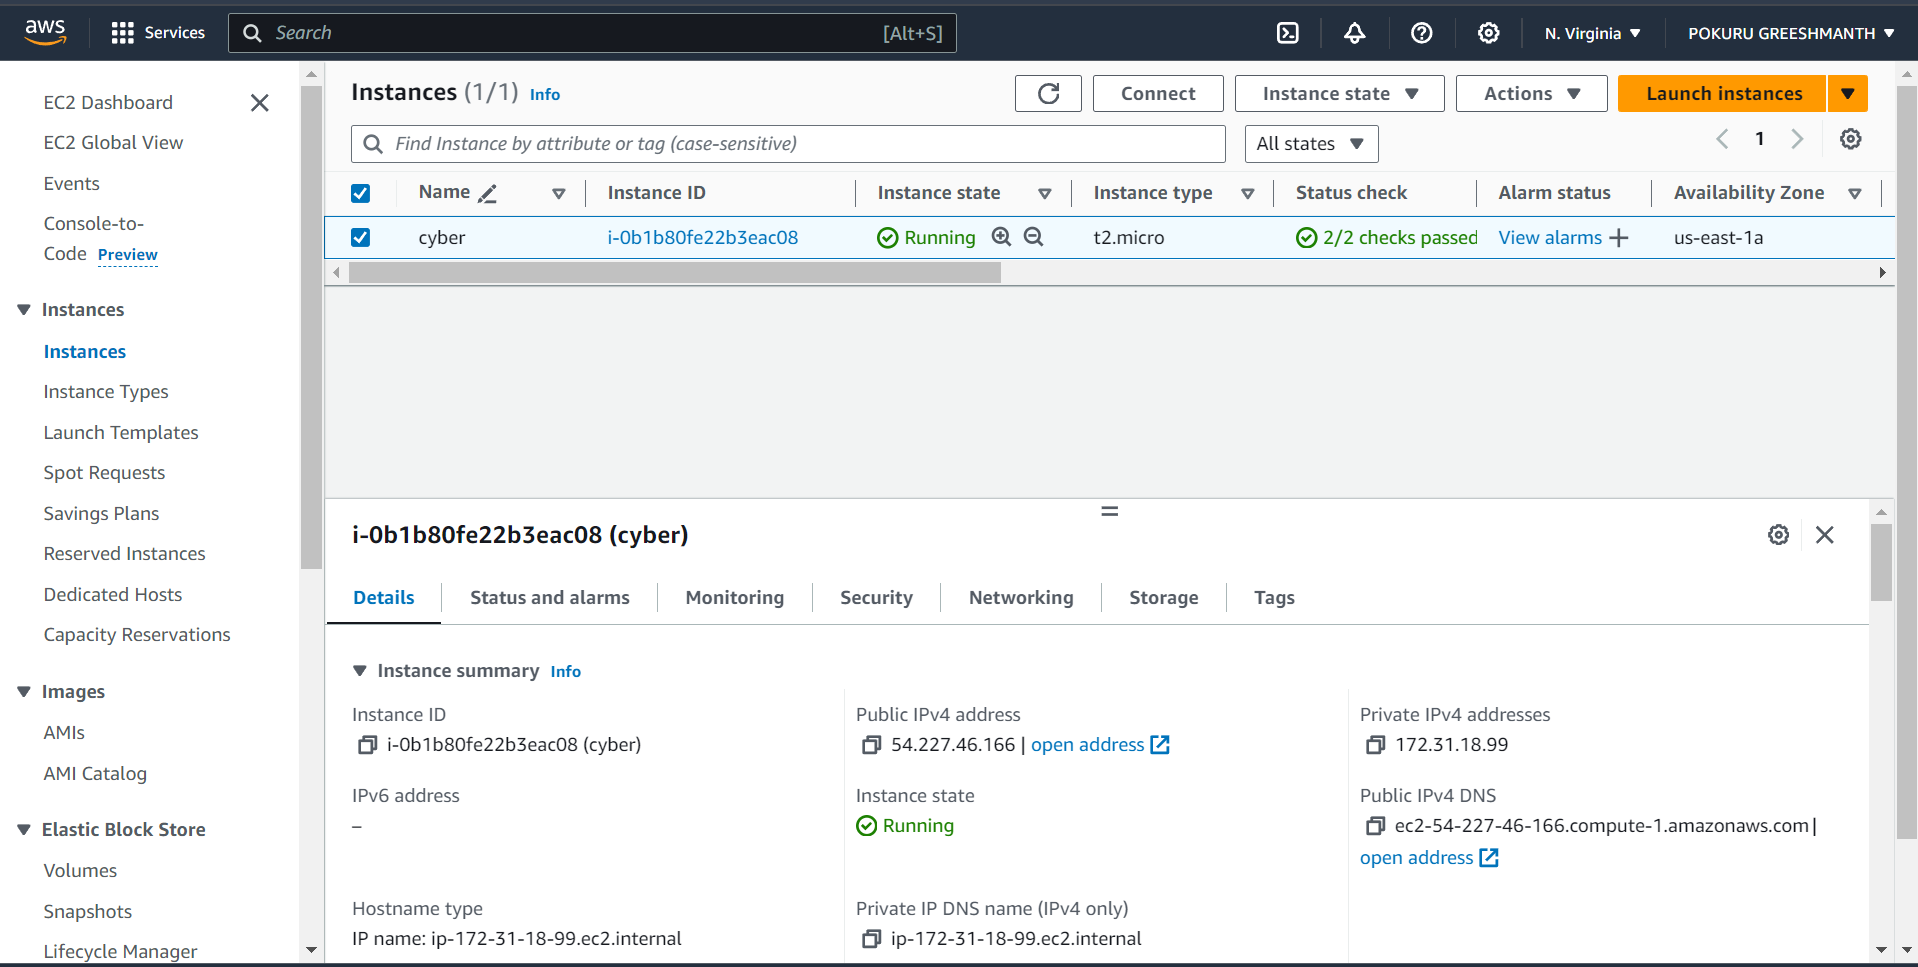 aws Services Search [Alt+S] N. Virginia POKURU GREESHMANTH
EC2 Dashboard
EC2 Global View
Events
Console-to-
Code Preview
Instances
Instances
Instance Types
Launch Templates
Spot Requests
Savings Plans
Reserved Instances
Dedicated Hosts
Capacity Reservations
Images
AMIs
AMI Catalog
Elastic Block Store
Volumes
Snapshots
Lifecycle Manager
Instances (1/1) Info Connect Instance state Actions Launch instances
Find Instance by attribute or tag (case-sensitive) All states 1
Name Instance ID Instance state Instance type Status check Alarm status Availability Zone
cyber i-0b1b80fe22b3eac08 Running t2.micro 2/2 checks passed View alarms us-east-1a
i-0b1b80fe22b3eac08 (cyber)
Details Status and alarms Monitoring Security Networking Storage Tags
Instance summary Info
Instance ID
i-0b1b80fe22b3eac08 (cyber)
Public IPv4 address
54.227.46.166 | open address
Private IPv4 addresses
172.31.18.99
IPv6 address
–
Instance state
Running
Public IPv4 DNS
ec2-54-227-46-166.compute-1.amazonaws.com |
open address
Hostname type
IP name: ip-172-31-18-99.ec2.internal
Private IP DNS name (IPv4 only)
ip-172-31-18-99.ec2.internal